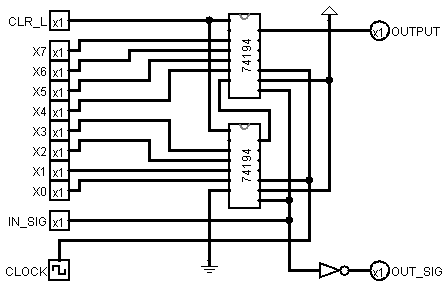 CLR_L x1
X7 x1
X6 x1
X5 x1
X4 x1
X3 x1
X2 x1
X1 x1
X0 x1
IN_SIG x1
CLOCK
74194
74194
x1 OUTPUT
x1 OUT_SIG